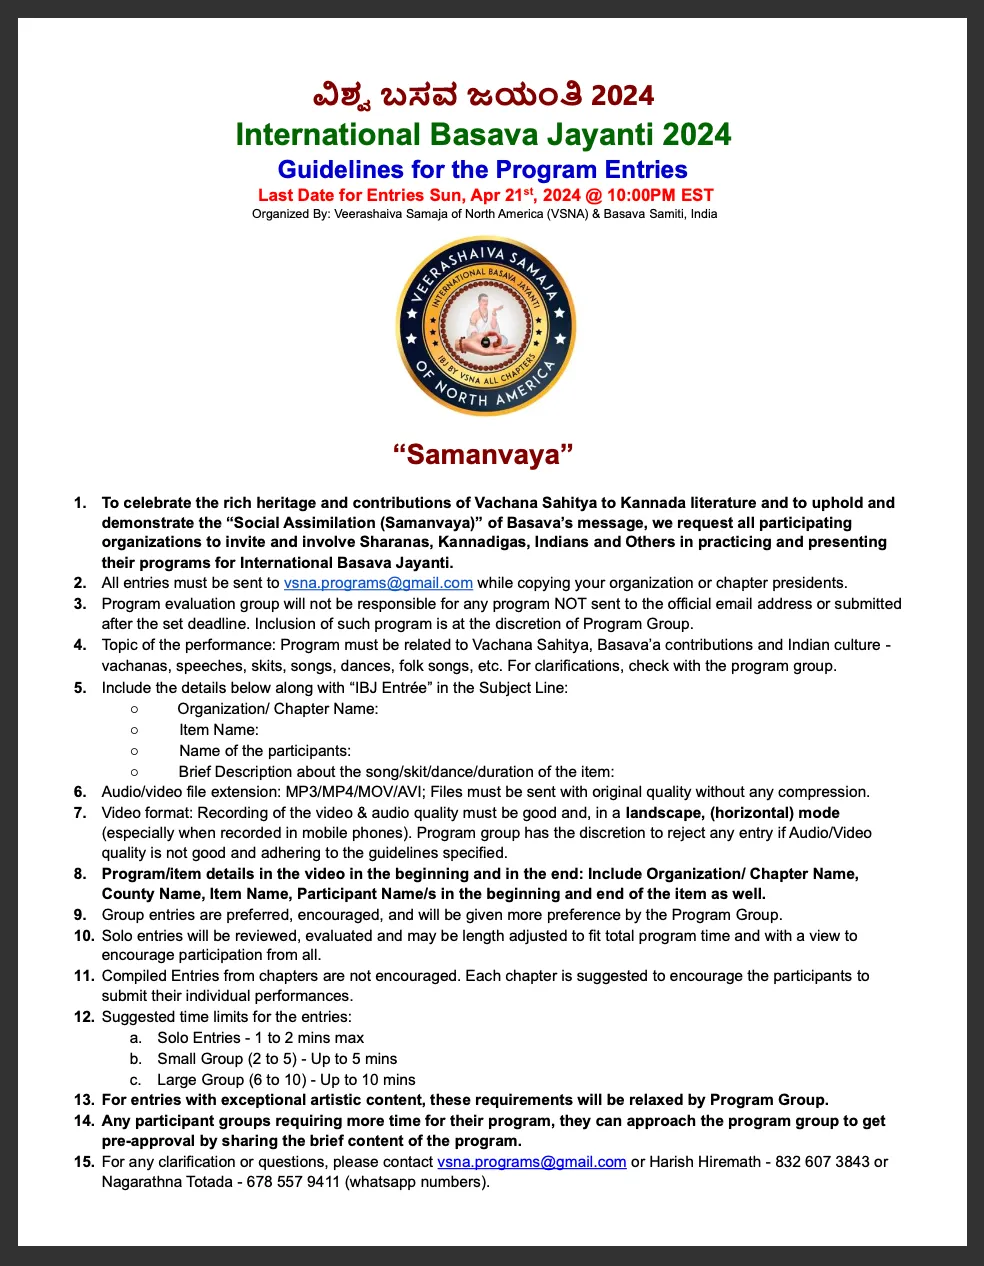 ವಿಶ್ವ ಬಸವ ಜಯಂತಿ 2024
International Basava Jayanti 2024
Guidelines for the Program Entries
Last Date for Entries Sun, Apr 21st, 2024 @ 10:00PM EST
Organized By: Veerashaiva Samaja of North America (VSNA) & Basava Samiti, India
VEERASHAIVA SAMAJA
INTERNATIONAL BASAVA JAYANTI
IBJ BY VSNA ALL CHAPTERS
OF NORTH AMERICA
“Samanvaya”
1. To celebrate the rich heritage and contributions of Vachana Sahitya to Kannada literature and to uphold and
demonstrate the “Social Assimilation (Samanvaya)” of Basava’s message, we request all participating
organizations to invite and involve Sharanas, Kannadigas, Indians and Others in practicing and presenting
their programs for International Basava Jayanti.
2. All entries must be sent to vsna.programs@gmail.com while copying your organization or chapter presidents.
3. Program evaluation group will not be responsible for any program NOT sent to the official email address or submitted
after the set deadline. Inclusion of such program is at the discretion of Program Group.
4. Topic of the performance: Program must be related to Vachana Sahitya, Basava’a contributions and Indian culture -
vachanas, speeches, skits, songs, dances, folk songs, etc. For clarifications, check with the program group.
5. Include the details below along with “IBJ Entrée” in the Subject Line:
○ Organization/ Chapter Name:
○ Item Name:
○ Name of the participants:
○ Brief Description about the song/skit/dance/duration of the item:
6. Audio/video file extension: MP3/MP4/MOV/AVI; Files must be sent with original quality without any compression.
7. Video format: Recording of the video & audio quality must be good and, in a landscape, (horizontal) mode
(especially when recorded in mobile phones). Program group has the discretion to reject any entry if Audio/Video
quality is not good and adhering to the guidelines specified.
8. Program/item details in the video in the beginning and in the end: Include Organization/ Chapter Name,
County Name, Item Name, Participant Name/s in the beginning and end of the item as well.
9. Group entries are preferred, encouraged, and will be given more preference by the Program Group.
10. Solo entries will be reviewed, evaluated and may be length adjusted to fit total program time and with a view to
encourage participation from all.
11. Compiled Entries from chapters are not encouraged. Each chapter is suggested to encourage the participants to
submit their individual performances.
12. Suggested time limits for the entries:
a. Solo Entries - 1 to 2 mins max
b. Small Group (2 to 5) - Up to 5 mins
c. Large Group (6 to 10) - Up to 10 mins
13. For entries with exceptional artistic content, these requirements will be relaxed by Program Group.
14. Any participant groups requiring more time for their program, they can approach the program group to get
pre-approval by sharing the brief content of the program.
15. For any clarification or questions, please contact vsna.programs@gmail.com or Harish Hiremath - 832 607 3843 or
Nagarathna Totada - 678 557 9411 (whatsapp numbers).